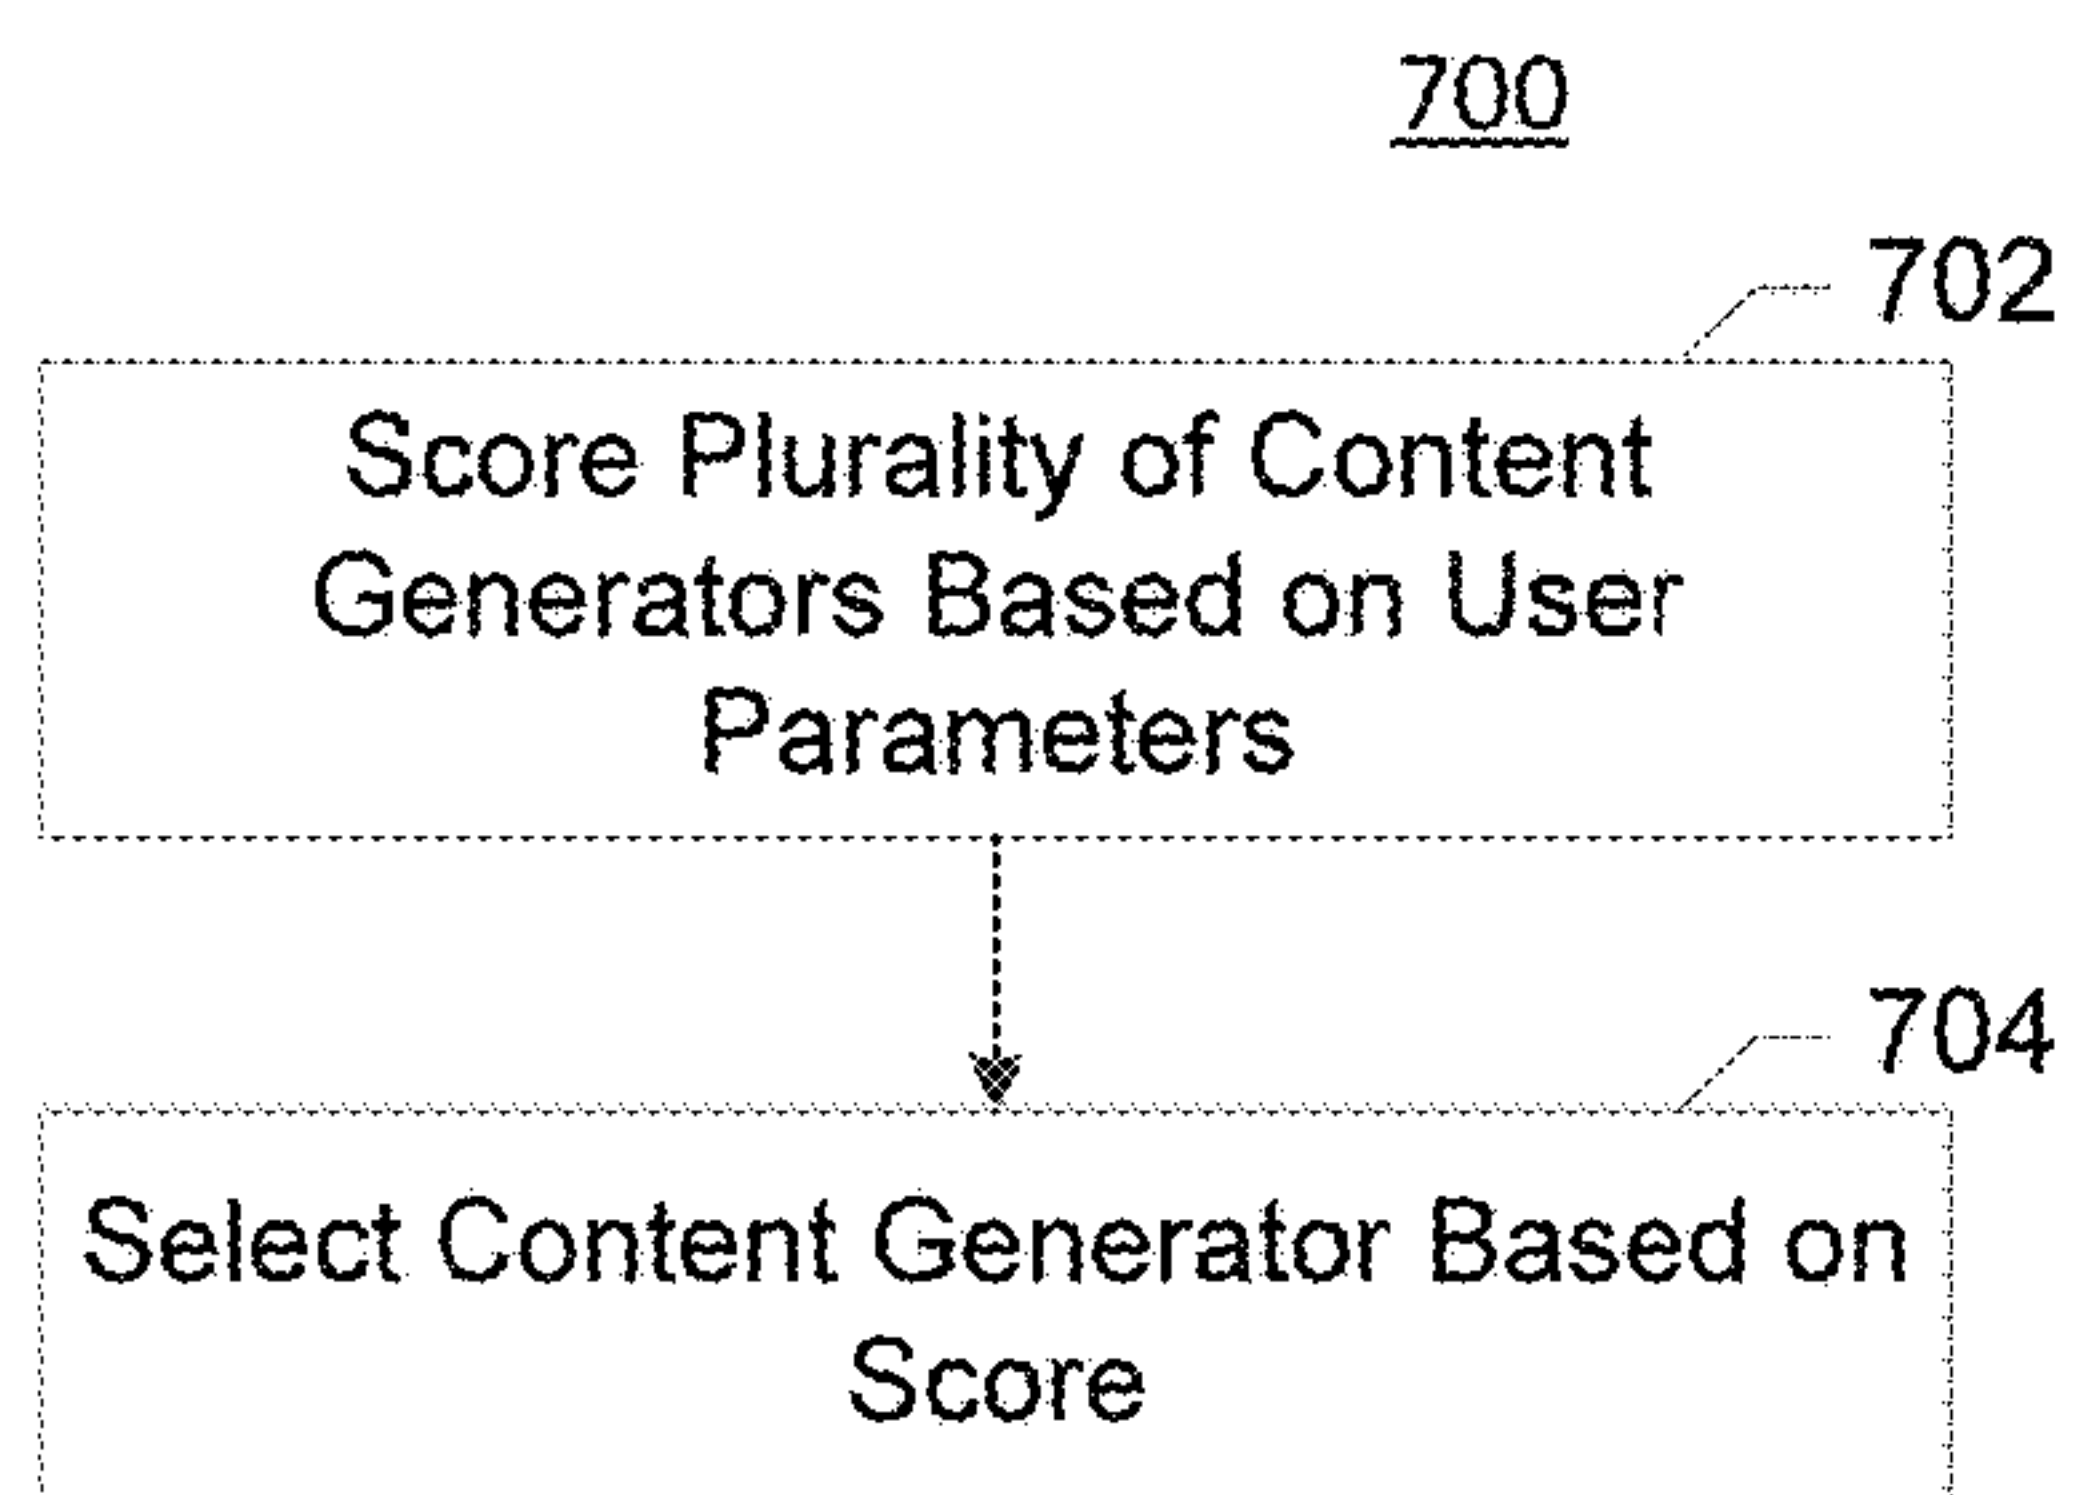 700
702
Score Plurality of Content
Generators Based on User
Parameters
704
Select Content Generator Based on
Score